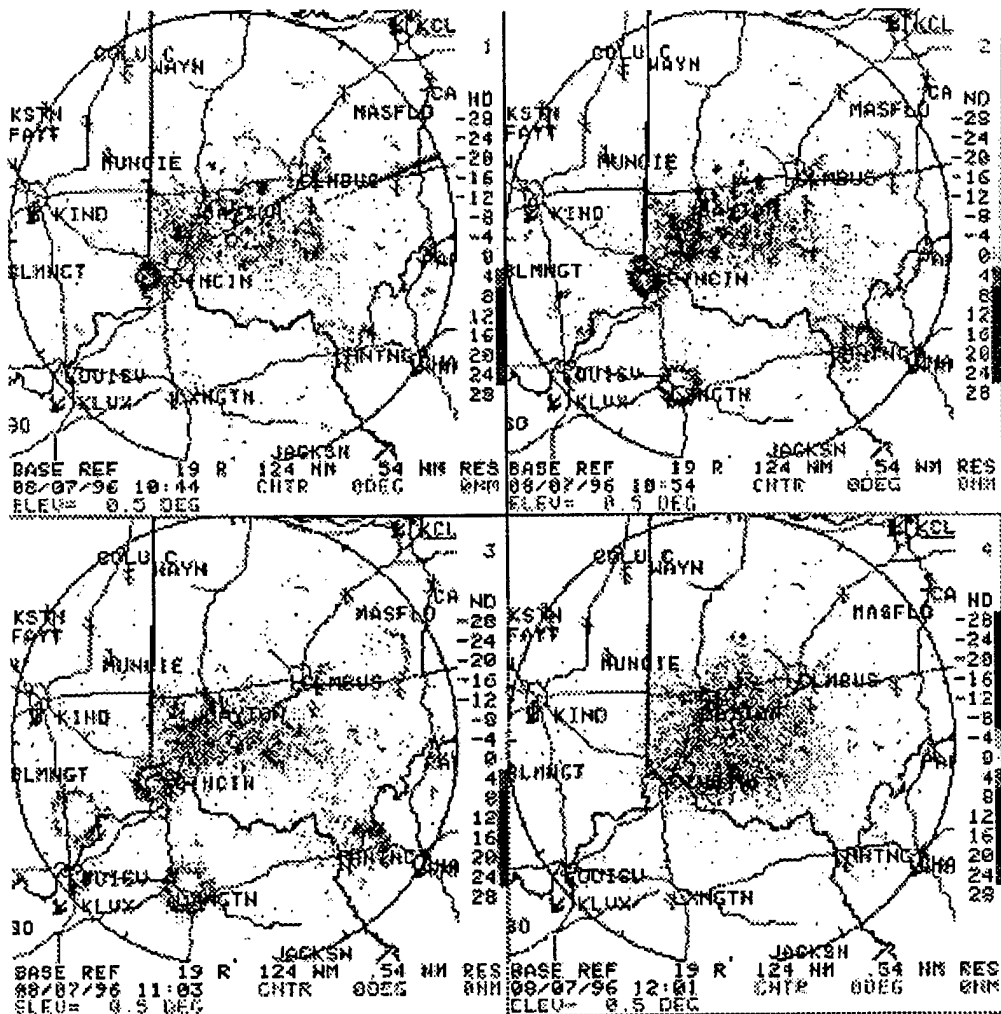 KCL
1
COLU C
WAYN
CA
KSTN
FAYT
MASFLD
MUNCIE
CLMBUS
KIND
DAYTON
BLMNGT
CINCIN
HNTNG
KLUX
LXNGTN
JACKSN
ND
-28
-24
-20
-16
-12
-8
-4
0
4
8
12
16
20
24
28
BASE REF 19 R 124 NM .54 NM RES
08/07/96 10:44 CNTR 0DEG 0NM
ELEV= 0.5 DEG
KCL
2
COLU C
WAYN
CA
KSTN
FAYT
MASFLD
MUNCIE
CLMBUS
KIND
DAYTON
BLMNGT
CINCIN
HNTNG
KLUX
LXNGTN
JACKSN
ND
-28
-24
-20
-16
-12
-8
-4
0
4
8
12
16
20
24
28
BASE REF 19 R 124 NM .54 NM RES
08/07/96 10:54 CNTR 0DEG 0NM
ELEV= 0.5 DEG
KCL
3
COLU C
WAYN
CA
KSTN
FAYT
MASFLD
MUNCIE
CLMBUS
KIND
DAYTON
BLMNGT
CINCIN
HNTNG
KLUX
LXNGTN
JACKSN
ND
-28
-24
-20
-16
-12
-8
-4
0
4
8
12
16
20
24
28
BASE REF 19 R 124 NM .54 NM RES
08/07/96 11:03 CNTR 0DEG 0NM
ELEV= 0.5 DEG
KCL
4
COLU C
WAYN
CA
KSTN
FAYT
MASFLD
MUNCIE
CLMBUS
KIND
DAYTON
BLMNGT
HNTNG
KLUX
LXNGTN
JACKSN
ND
-28
-24
-20
-16
-12
-8
-4
0
4
8
12
16
20
24
28
BASE REF 19 R 124 NM .54 NM RES
08/07/96 12:01 CNTR 0DEG 0NM
ELEV= 0.5 DEG